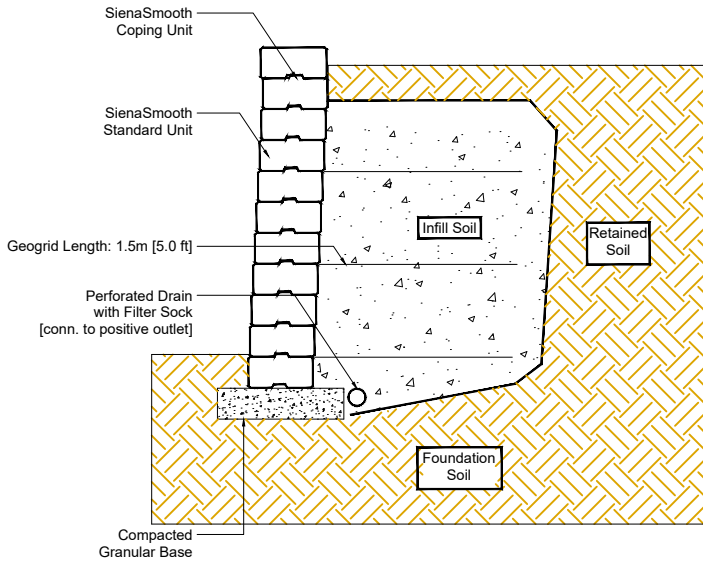 SienaSmooth
Coping Unit
SienaSmooth
Standard Unit
Infill Soil
Retained
Soil
Geogrid Length: 1.5m [5.0 ft]
Perforated Drain
with Filter Sock
[conn. to positive outlet]
Foundation
Soil
Compacted
Granular Base